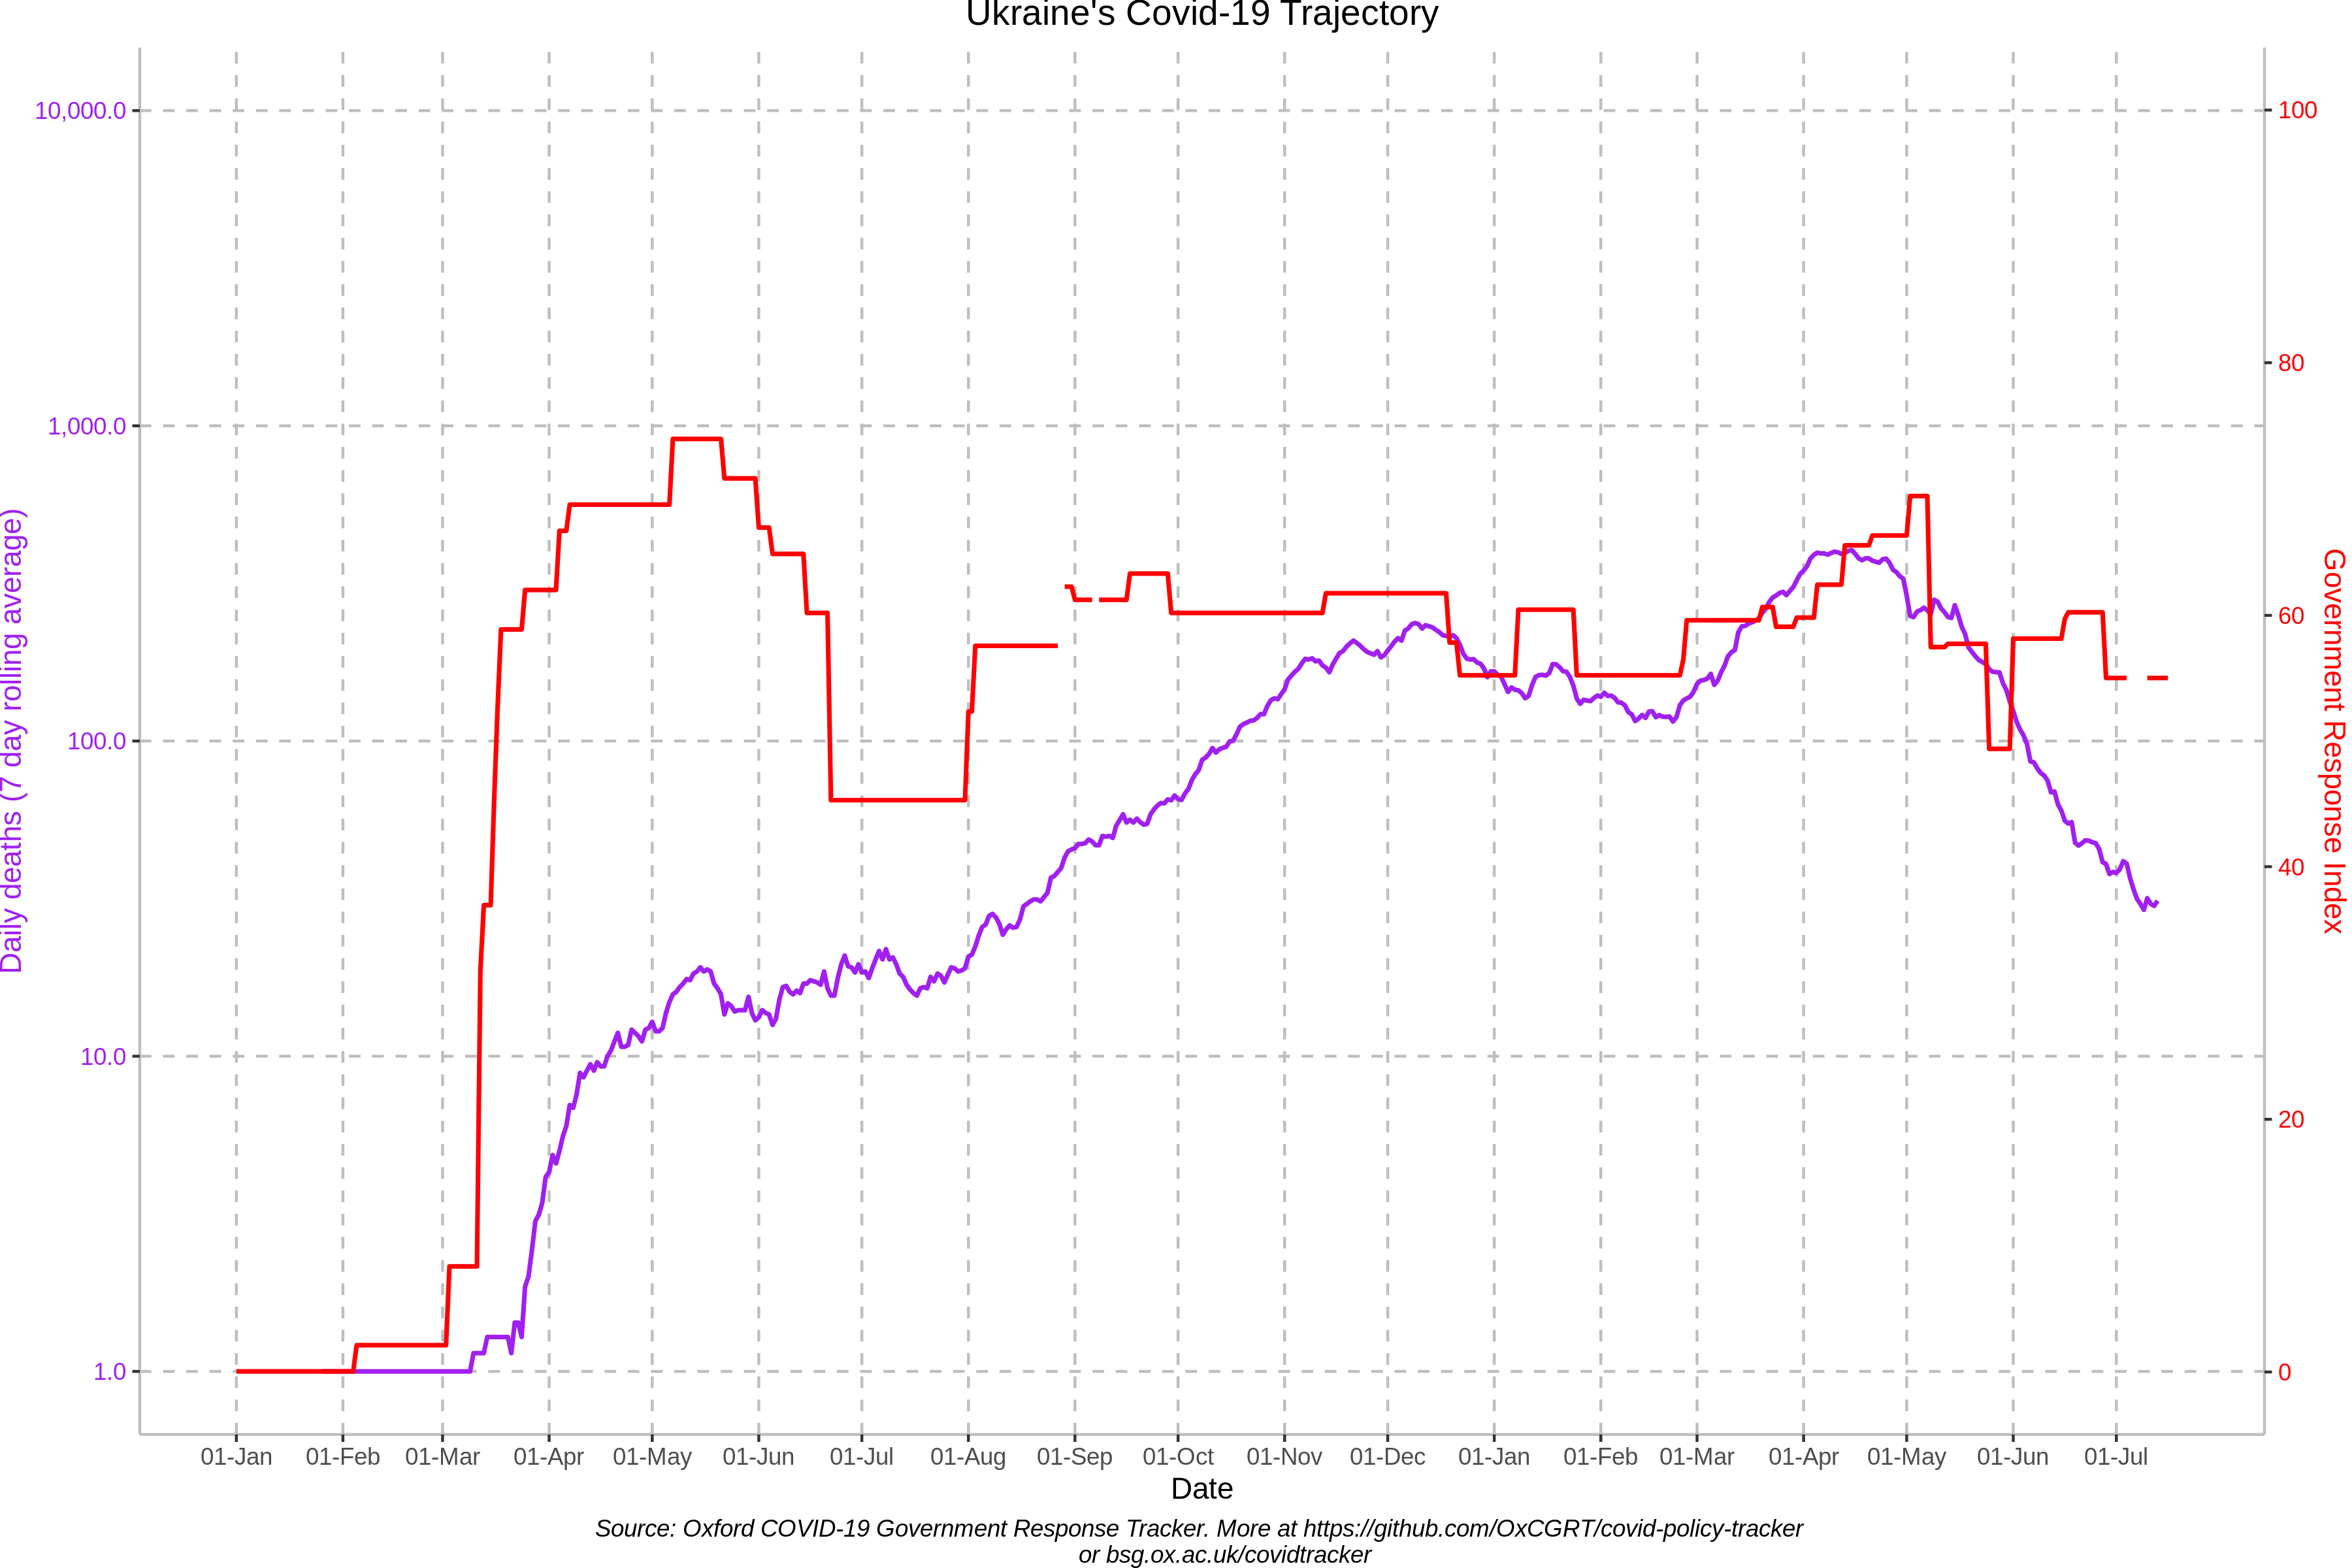 Ukraine's Covid-19 Trajectory
Daily deaths (7 day rolling average)
10,000.0
1,000.0
100.0
10.0
1.0
100
80
60
40
20
0
Government Response Index
01-Jan 01-Feb 01-Mar 01-Apr 01-May 01-Jun 01-Jul 01-Aug 01-Sep 01-Oct 01-Nov 01-Dec 01-Jan 01-Feb 01-Mar 01-Apr 01-May 01-Jun 01-Jul
Date
Source: Oxford COVID-19 Government Response Tracker. More at https://github.com/OxCGRT/covid-policy-tracker
or bsg.ox.ac.uk/covidtracker